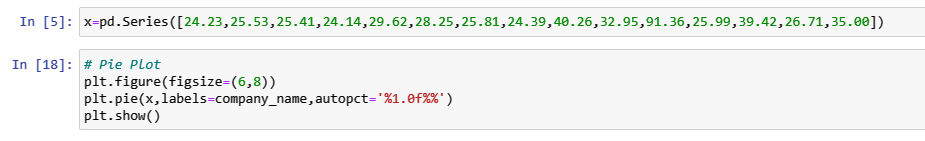 In [5]: x=pd.Series([24.23,25.53,25.41,24.14,29.62,28.25,25.81,24.39,40.26,32.95,91.36,25.99,39.42,26.71,35.00])
In [18]: # Pie Plot
plt.figure(figsize=(6,8))
plt.pie(x,labels=company_name,autopct='%1.0f%%')
plt.show()